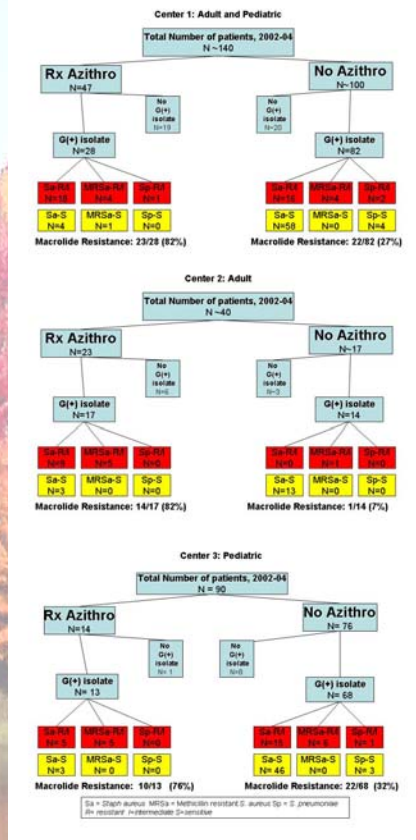 Center 1: Adult and Pediatric
Total Number of patients, 2002-04
N ~140
Rx Azithro
N=47
No Azithro
N~100
No
G(+)
isolate
N=19
No
G(+)
isolate
N=20
G(+) isolate
N=28
G(+) isolate
N=82
Sa-R/I
N=18
MRSa-R/I
N=4
Sp-R/I
N=1
Sa-R/I
N=16
MRSa-R/I
N=4
Sp-R/I
N=2
Sa-S
N=4
MRSa-S
N=1
Sp-S
N=0
Sa-S
N=58
MRSa-S
N=0
Sp-S
N=4
Macrolide Resistance: 23/28 (82%)
Macrolide Resistance: 22/82 (27%)
Center 2: Adult
Total Number of patients, 2002-04
N ~40
Rx Azithro
N=23
No Azithro
N~17
No
G(+)
isolate
N=6
No
G(+)
isolate
N=3
G(+) isolate
N=17
G(+) isolate
N=14
Sa-R/I
N=9
MRSa-R/I
N=5
Sp-R/I
N=0
Sa-R/I
N=0
MRSa-R/I
N=1
Sp-R/I
N=0
Sa-S
N=3
MRSa-S
N=0
Sp-S
N=0
Sa-S
N=13
MRSa-S
N=0
Sp-S
N=0
Macrolide Resistance: 14/17 (82%)
Macrolide Resistance: 1/14 (7%)
Center 3: Pediatric
Total Number of patients, 2002-04
N = 90
Rx Azithro
N=14
No Azithro
N= 76
No
G(+)
isolate
N= 1
No
G(+)
isolate
N=8
G(+) isolate
N= 13
G(+) isolate
N= 68
Sa-R/I
N= 5
MRSa-R/I
N= 5
Sp-R/I
N=0
Sa-R/I
N=15
MRSa-R/I
N= 6
Sp-R/I
N= 1
Sa-S
N=3
MRSa-S
N= 0
Sp-S
N=0
Sa-S
N= 46
MRSa-S
N= 0
Sp-S
N= 3
Macrolide Resistance: 10/13 (76%)
Macrolide Resistance: 22/68 (32%)
Sa = Staph aureus MRSa = Methicillin resistant S. aureus Sp = S. pneumoniae
R= resistant I=intermediate S=sensitive